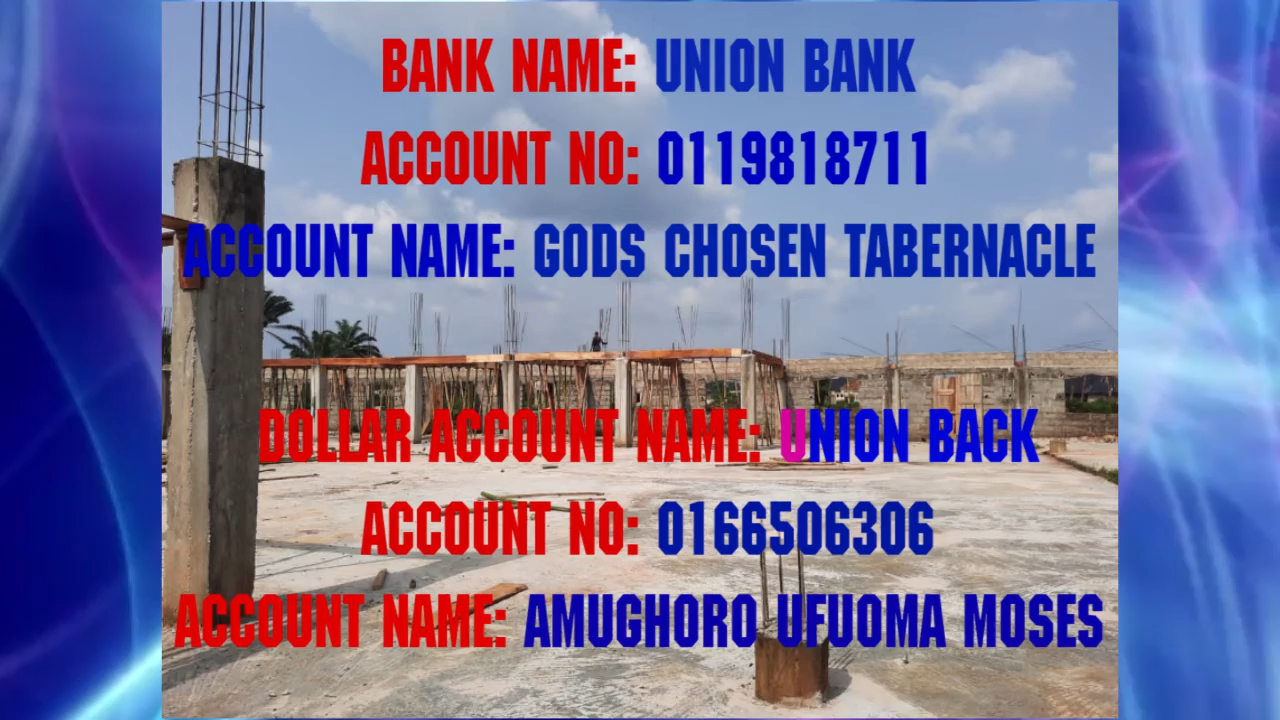 BANK NAME: UNION BANK
ACCOUNT NO: 0119818711
ACCOUNT NAME: GODS CHOSEN TABERNACLE
DOLLAR ACCOUNT NAME: UNION BACK
ACCOUNT NO: 0166506306
ACCOUNT NAME: AMUGHORO UFUOMA MOSES